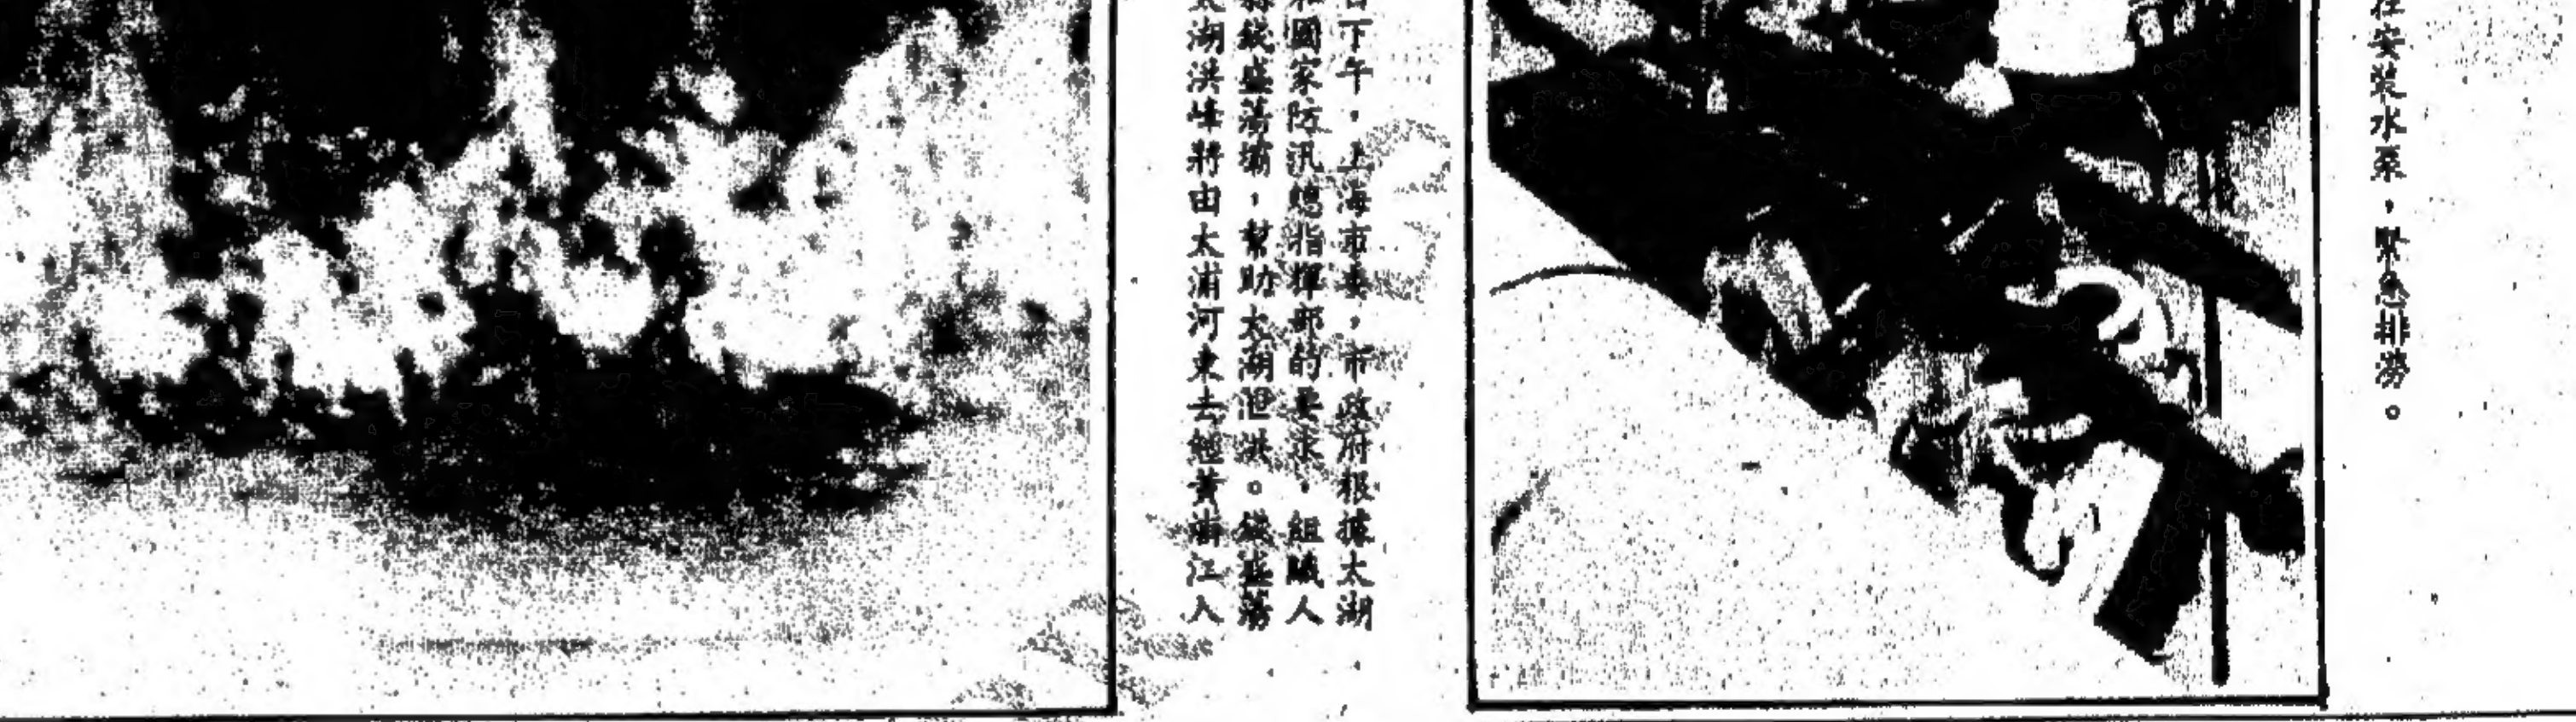 在安裝水泵，緊急排澇。
日下午，上海市委，市政府根據太湖
和國家防汛總指揮部的要求，組織人
炸盛蕩壩，幫助太湖泄洪。從盛蕩
太湖洪峰將由太浦河東去經黃浦江入